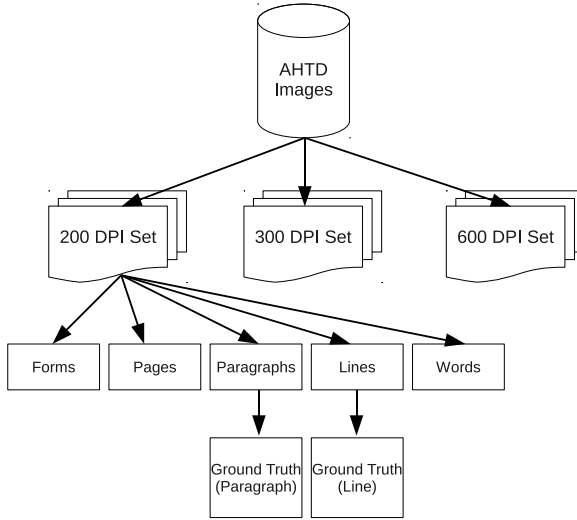 AHTD
Images
200 DPI Set
300 DPI Set
600 DPI Set
Forms
Pages
Paragraphs
Lines
Words
Ground Truth
(Paragraph)
Ground Truth
(Line)